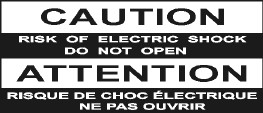 CAUTION
RISK OF ELECTRIC SHOCK
DO NOT OPEN
ATTENTION
RISQUE DE CHOC ÉLECTRIQUE
NE PAS OUVRIR